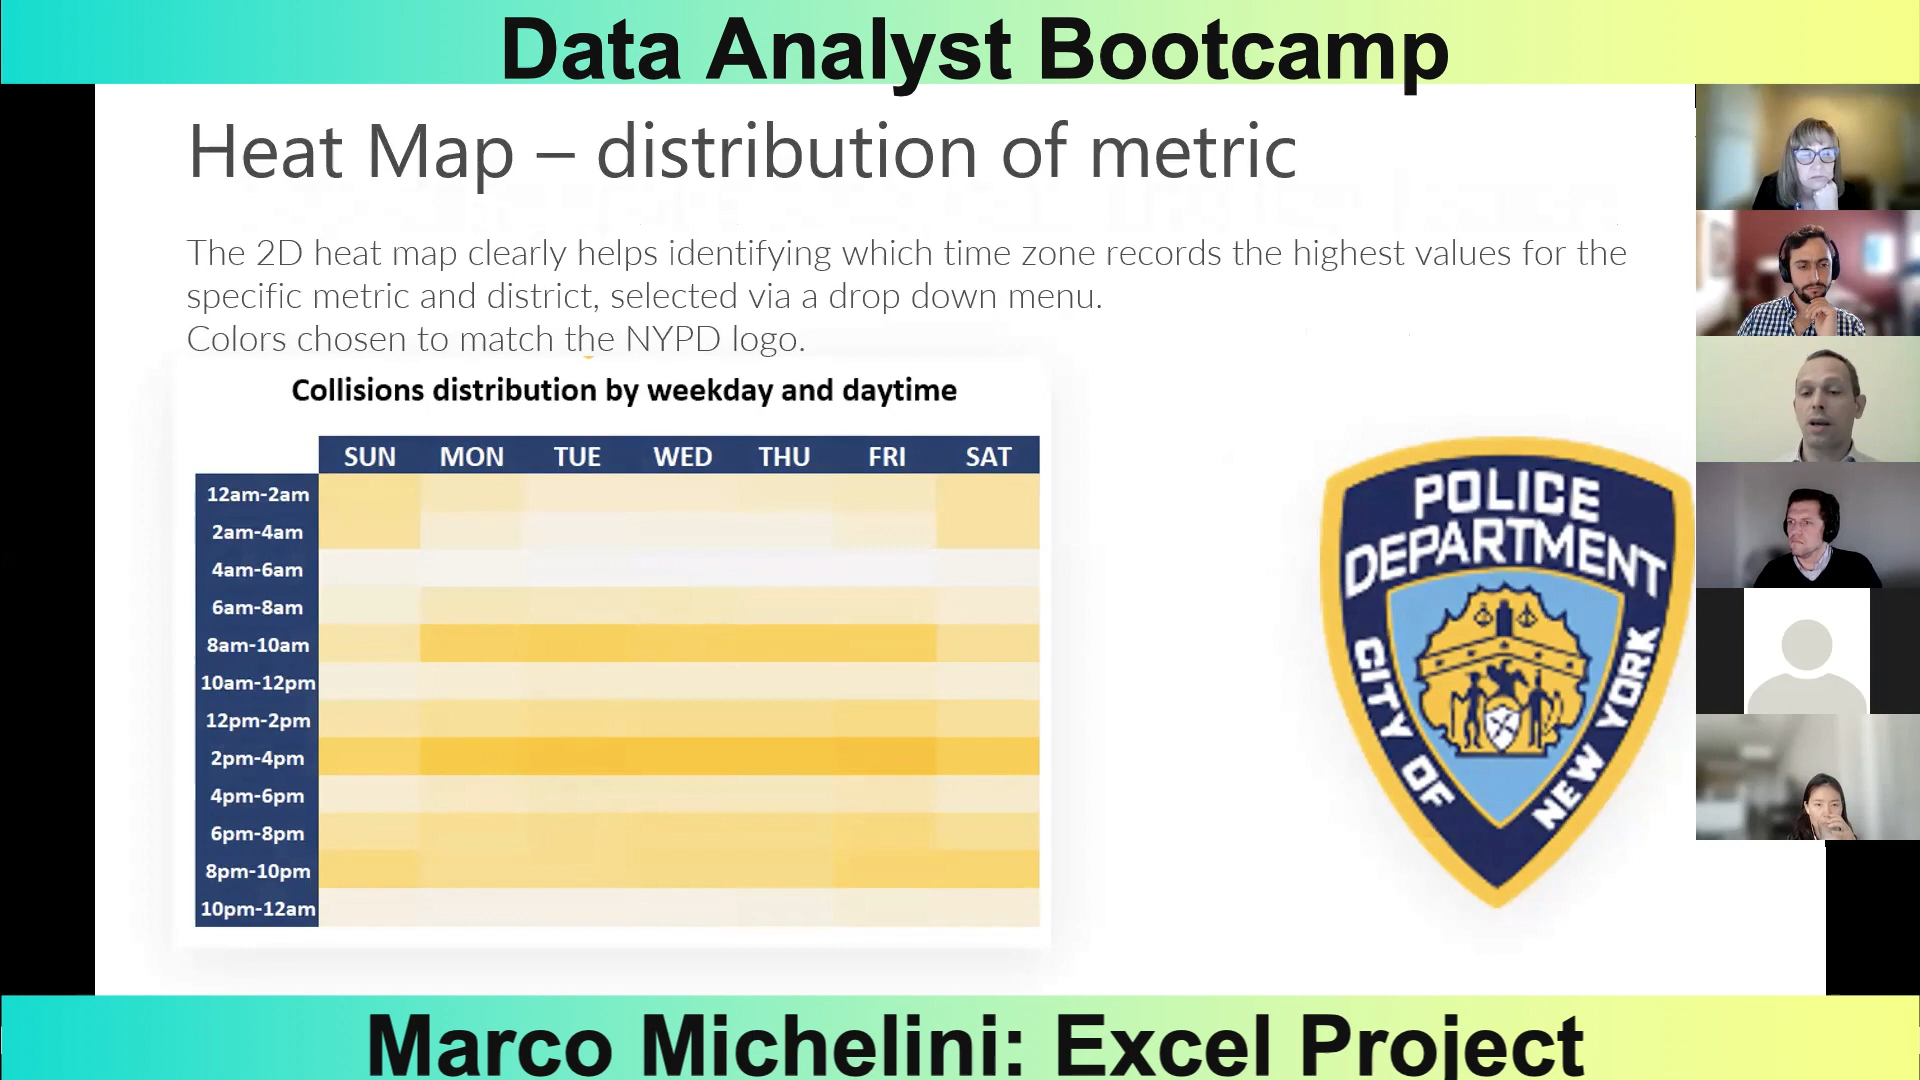 Data Analyst Bootcamp
Heat Map – distribution of metric
The 2D heat map clearly helps identifying which time zone records the highest values for the
specific metric and district, selected via a drop down menu.
Colors chosen to match the NYPD logo.
Collisions distribution by weekday and daytime
SUN MON TUE WED THU FRI SAT
12am-2am
2am-4am
4am-6am
6am-8am
8am-10am
10am-12pm
12pm-2pm
2pm-4pm
4pm-6pm
6pm-8pm
8pm-10pm
10pm-12am
POLICE
DEPARTMENT
CITY OF
NEW YORK
Marco Michelini: Excel Project